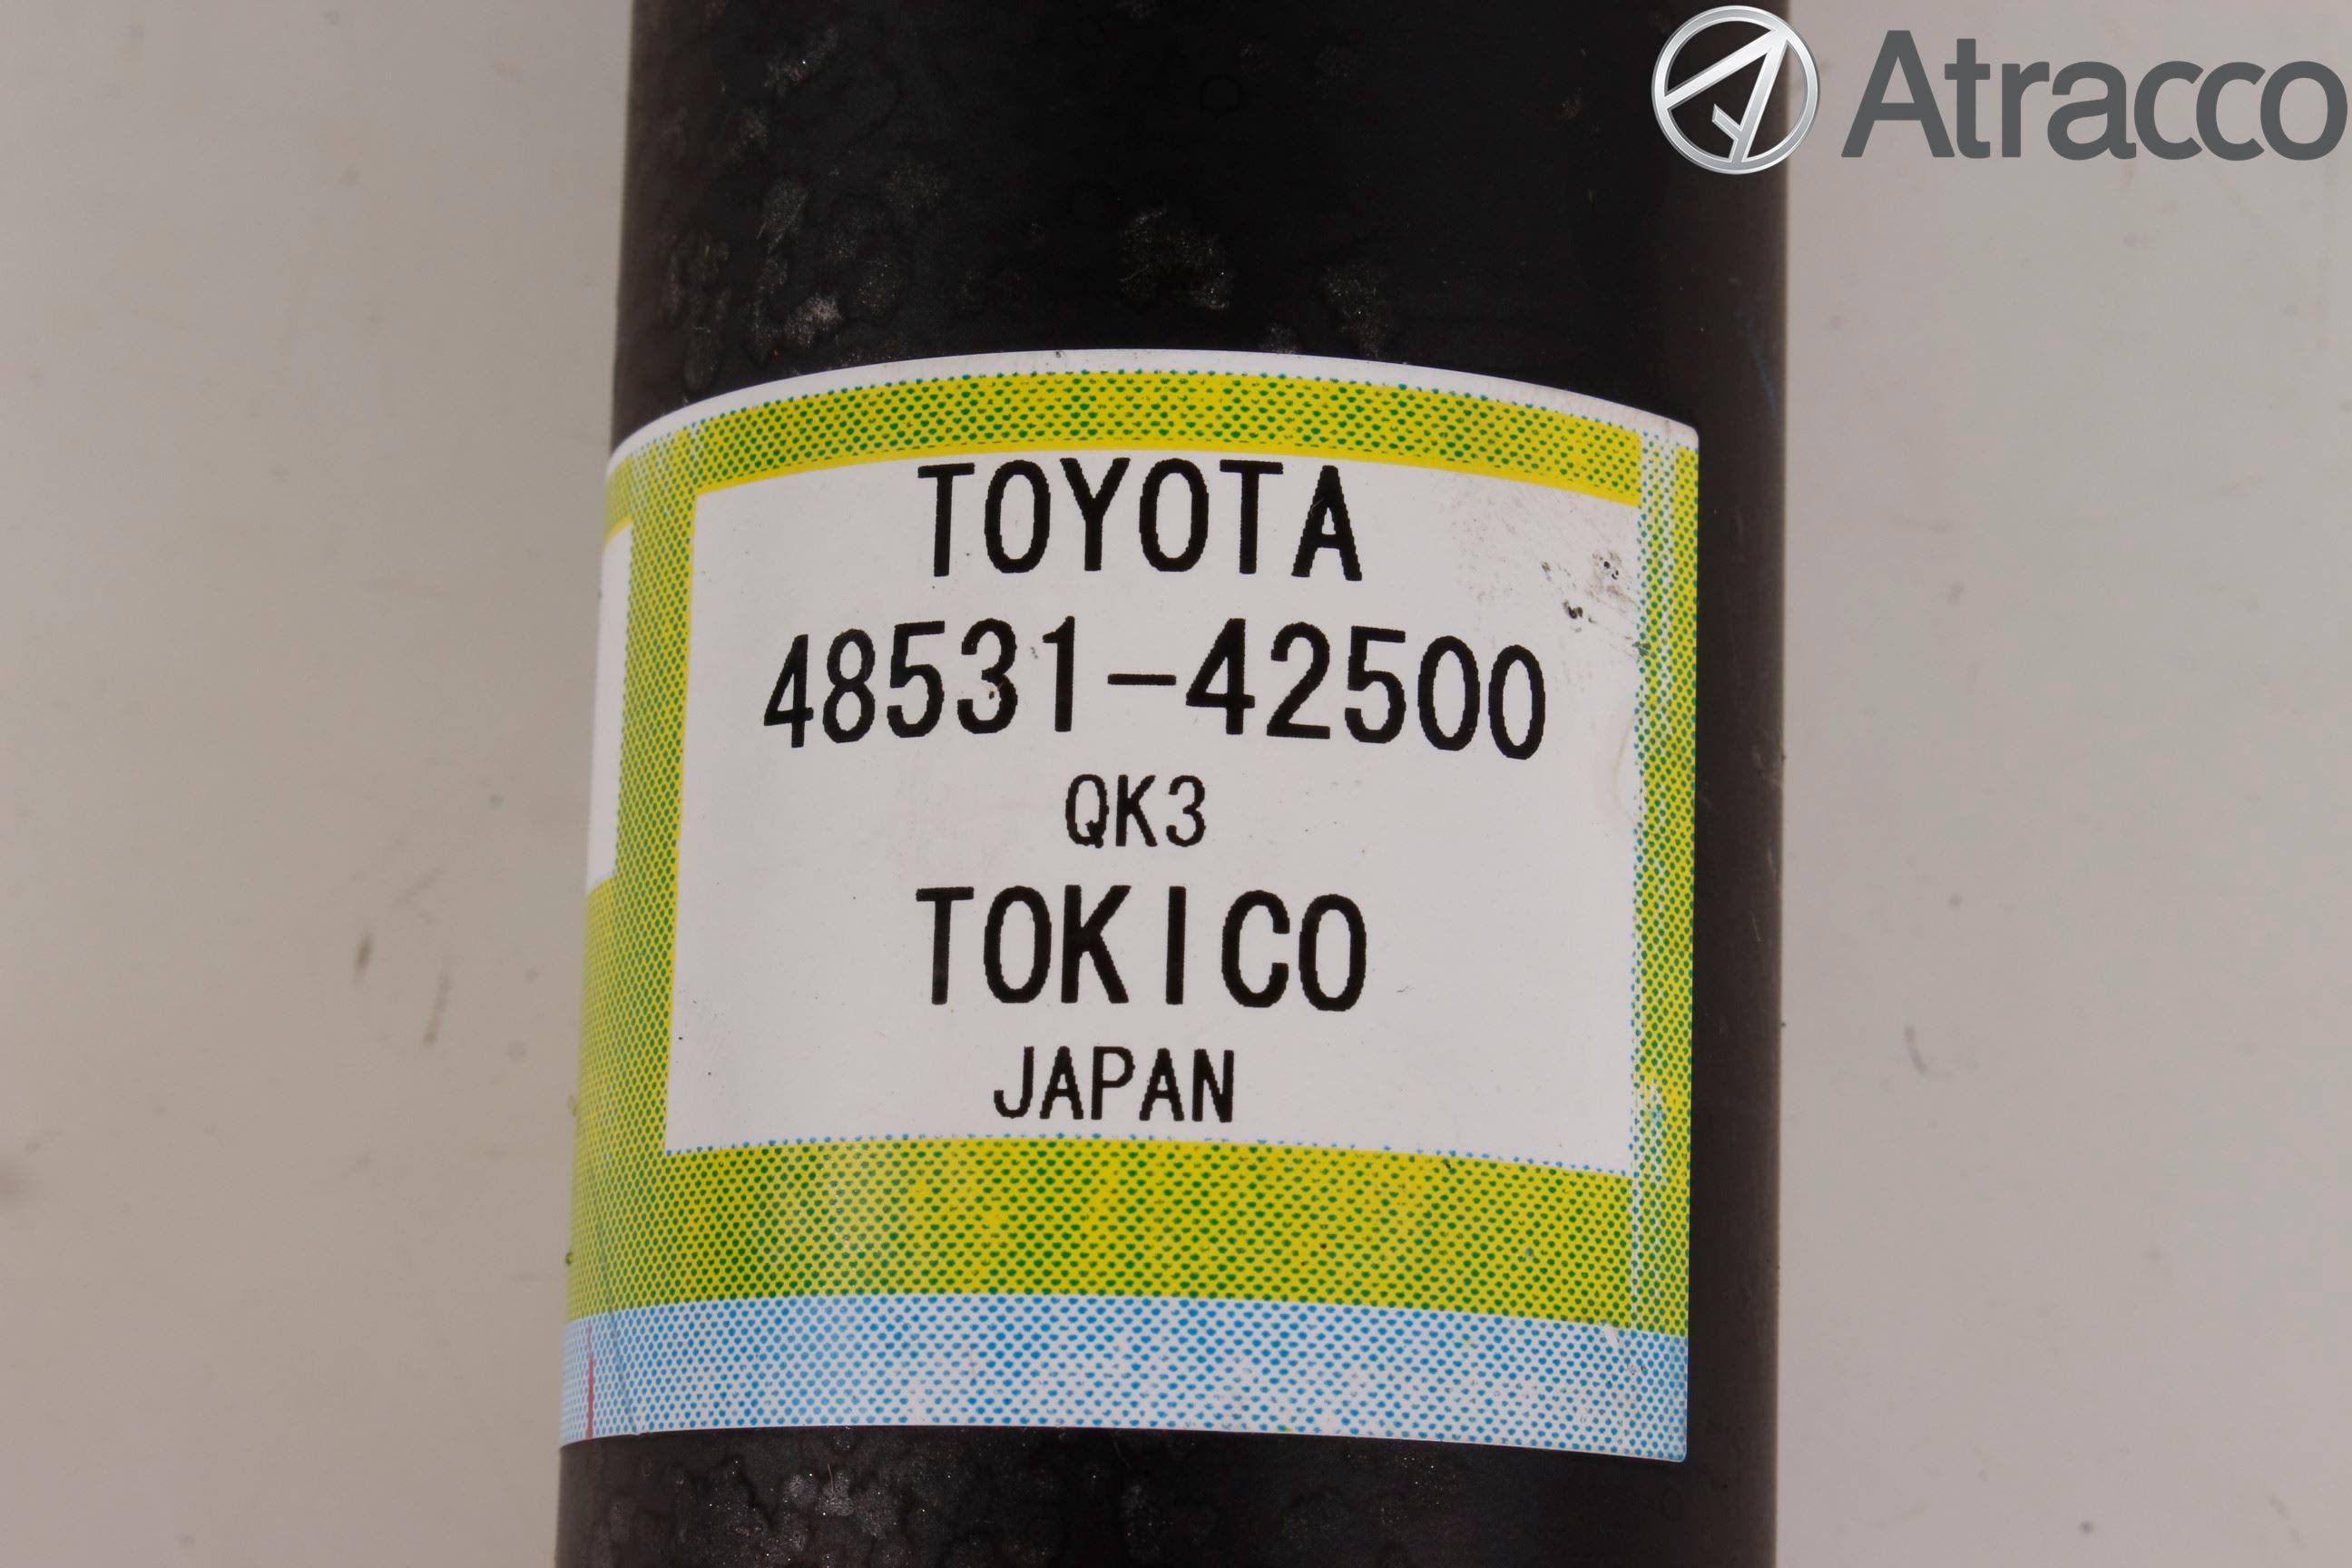 Atracco
TOYOTA
48531-42500
QK3
TOKICO
JAPAN